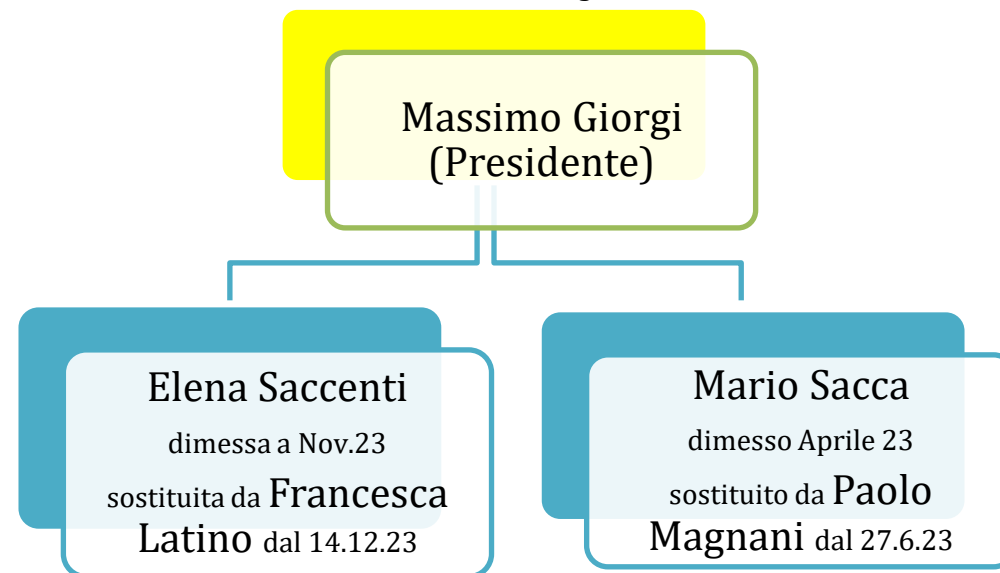 Massimo Giorgi
(Presidente)
Elena Saccenti
dimessa a Nov.23
sostituita da Francesca
Latino dal 14.12.23
Mario Sacca
dimesso Aprile 23
sostituito da Paolo
Magnani dal 27.6.23